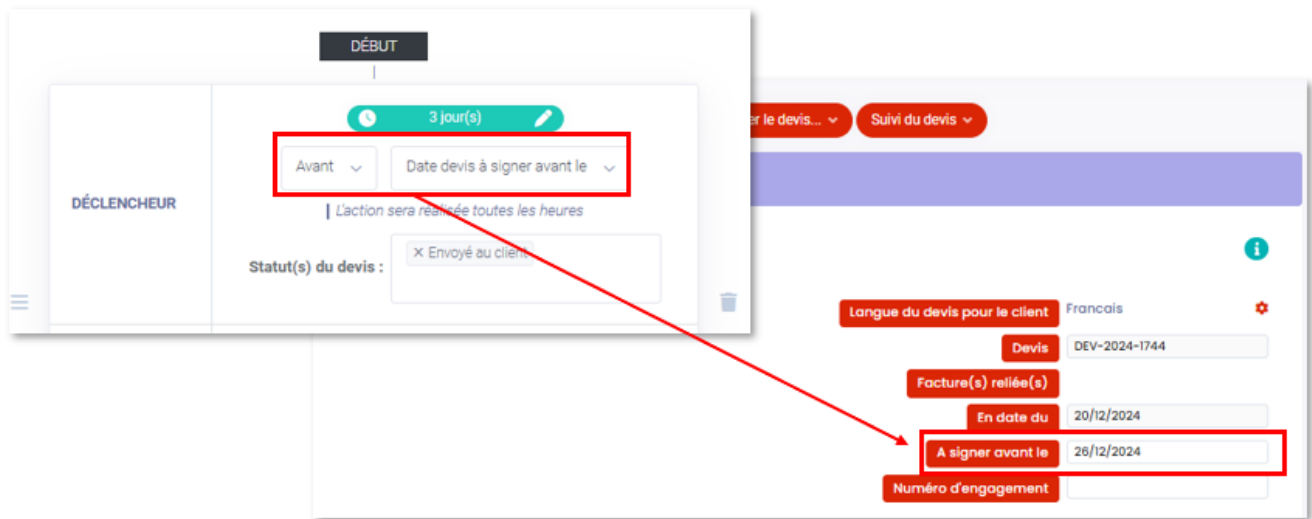 DÉBUT
3 jour(s)
Avant
Date devis à signer avant le
DÉCLENCHEUR
L'action sera réalisée toutes les heures
Statut(s) du devis :
× Envoyé au client
le devis...
Suivi du devis
Langue du devis pour le client
Francais
Devis
DEV-2024-1744
Facture(s) reliée(s)
En date du
20/12/2024
A signer avant le
26/12/2024
Numéro d'engagement